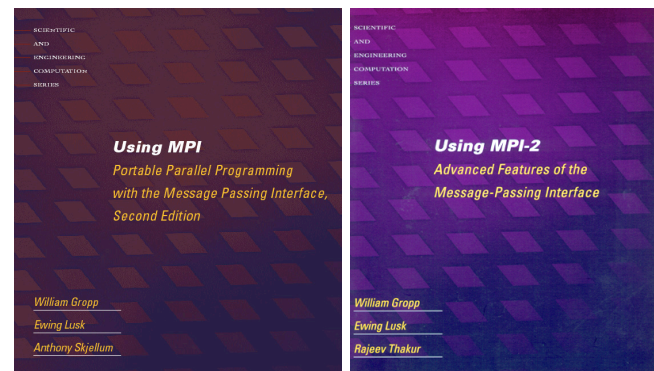 SCIENTIFIC
AND
ENGINEERING
COMPUTATION
SERIES
Using MPI
Portable Parallel Programming
with the Message Passing Interface,
Second Edition
William Gropp
Ewing Lusk
Anthony Skjellum
SCIENTIFIC
AND
ENGINEERING
COMPUTATION
SERIES
Using MPI-2
Advanced Features of the
Message-Passing Interface
William Gropp
Ewing Lusk
Rajeev Thakur